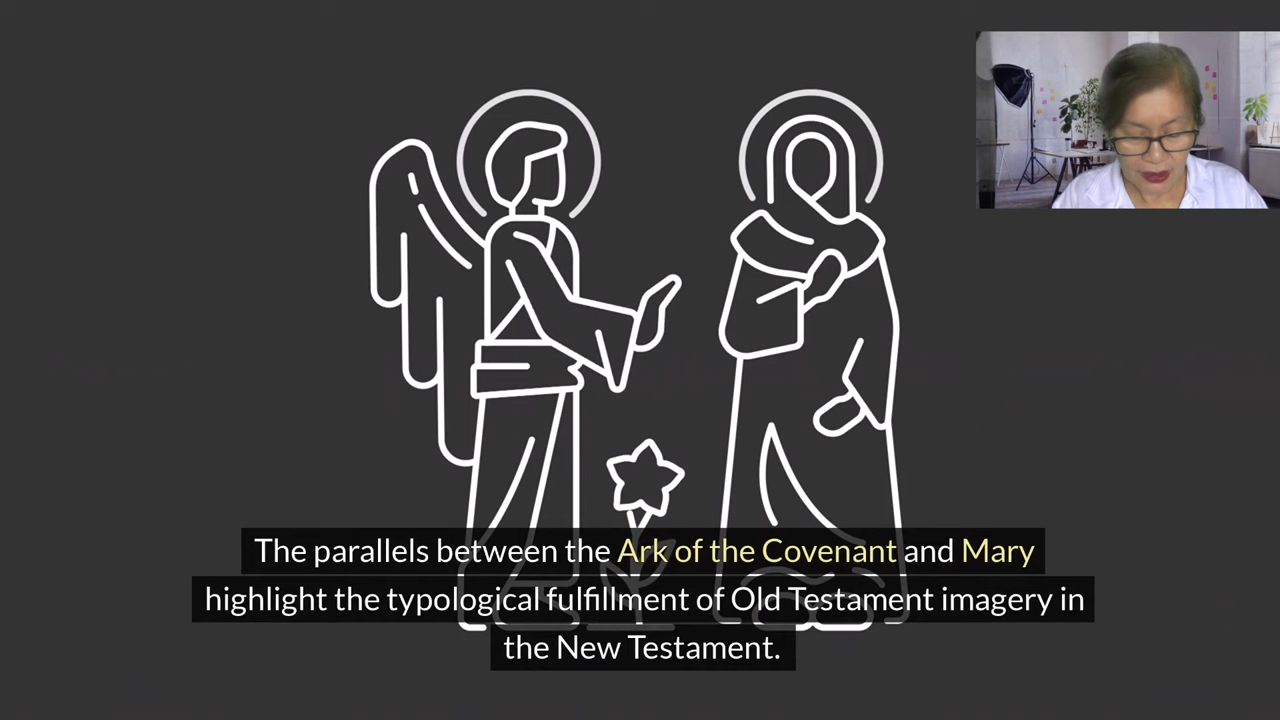 The parallels between the Ark of the Covenant and Mary
highlight the typological fulfillment of Old Testament imagery in
the New Testament.